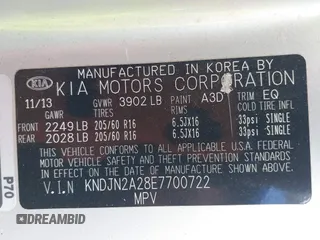 MANUFACTURED IN KOREA BY
KIA KIA MOTORS CORPORATION
11/13 GVWR 3902 LB PAINT A3D TRIM EQ
GAWR TIRES RIMS COLD TIRE INFL
FRONT 2249 LB 205/60 R16 6.5JX16 33psi SINGLE
REAR 2028 LB 205/60 R16 6.5JX16 33psi SINGLE
THIS VEHICLE CONFORMS TO ALL APPLICABLE
U.S.A. FEDERAL MOTOR VEHICLE SAFETY, BUMPER,
AND THEFT PREVENTION STANDARDS IN EFFECT ON
THE DATE OF MANUFACTURE SHOWN ABOVE.
V.I.N KNDJN2A28E7700722
MPV
P70
DEALERSHIP